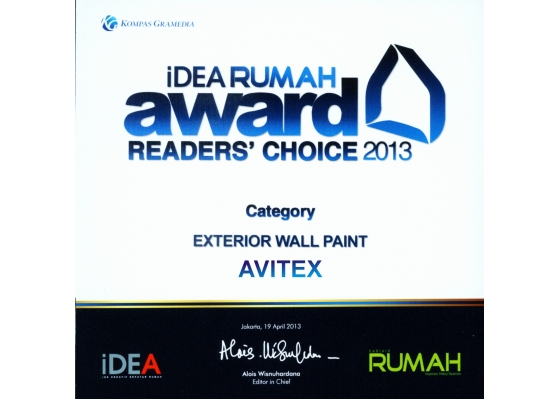 KOMPAS GRAMEDIA
iDEA RUMAH
award
READERS' CHOICE 2013
Category
EXTERIOR WALL PAINT
AVITEX
Jakarta, 19 April 2013
Alois Wisnuhardana
Editor in Chief
iDEA
RUMAH